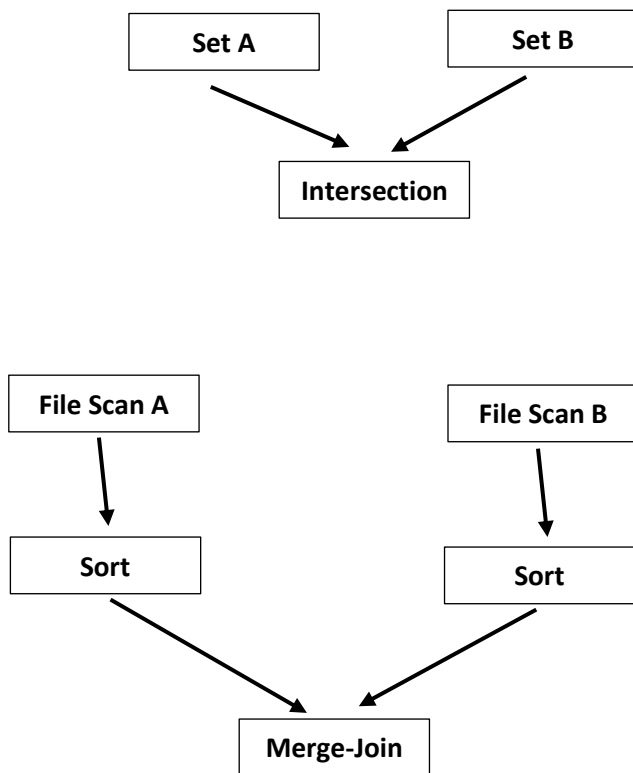 Set A
Set B
Intersection
File Scan A
File Scan B
Sort
Sort
Merge-Join